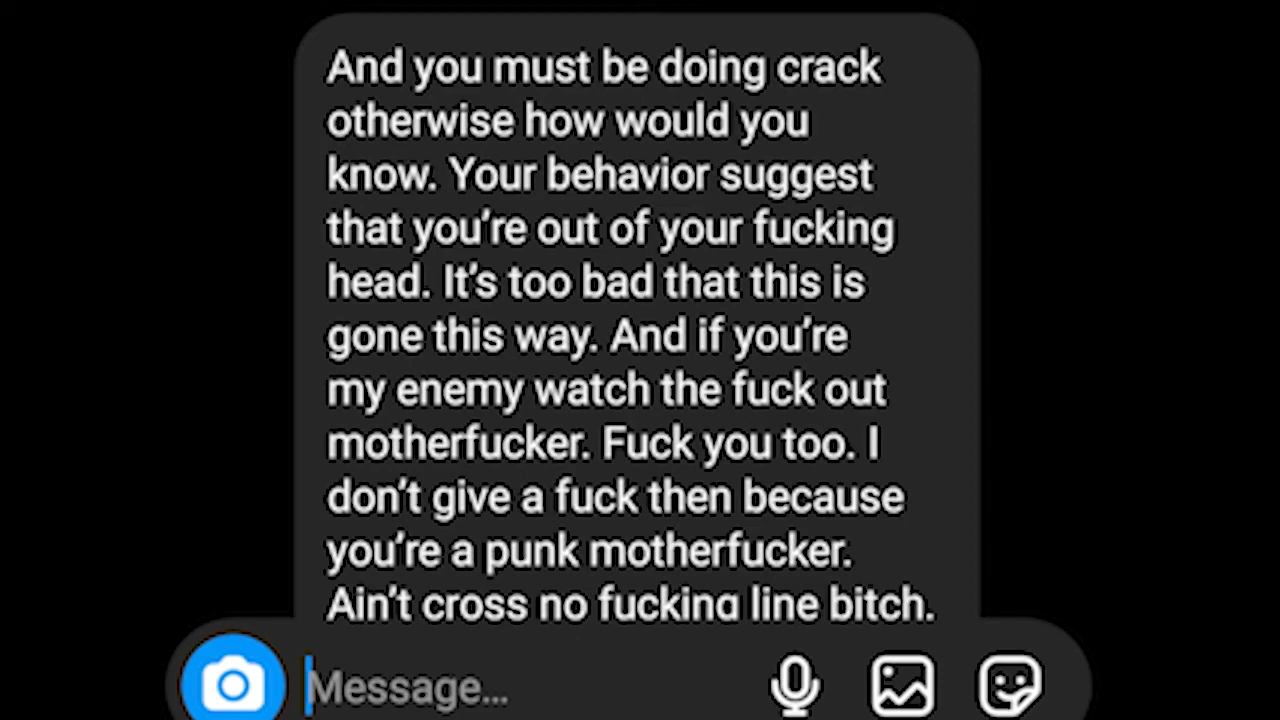 And you must be doing crack
otherwise how would you
know. Your behavior suggest
that you're out of your fucking
head. It's too bad that this is
gone this way. And if you're
my enemy watch the fuck out
motherfucker. Fuck you too. I
don't give a fuck then because
you're a punk motherfucker.
Ain't cross no fucking line bitch.
Message...